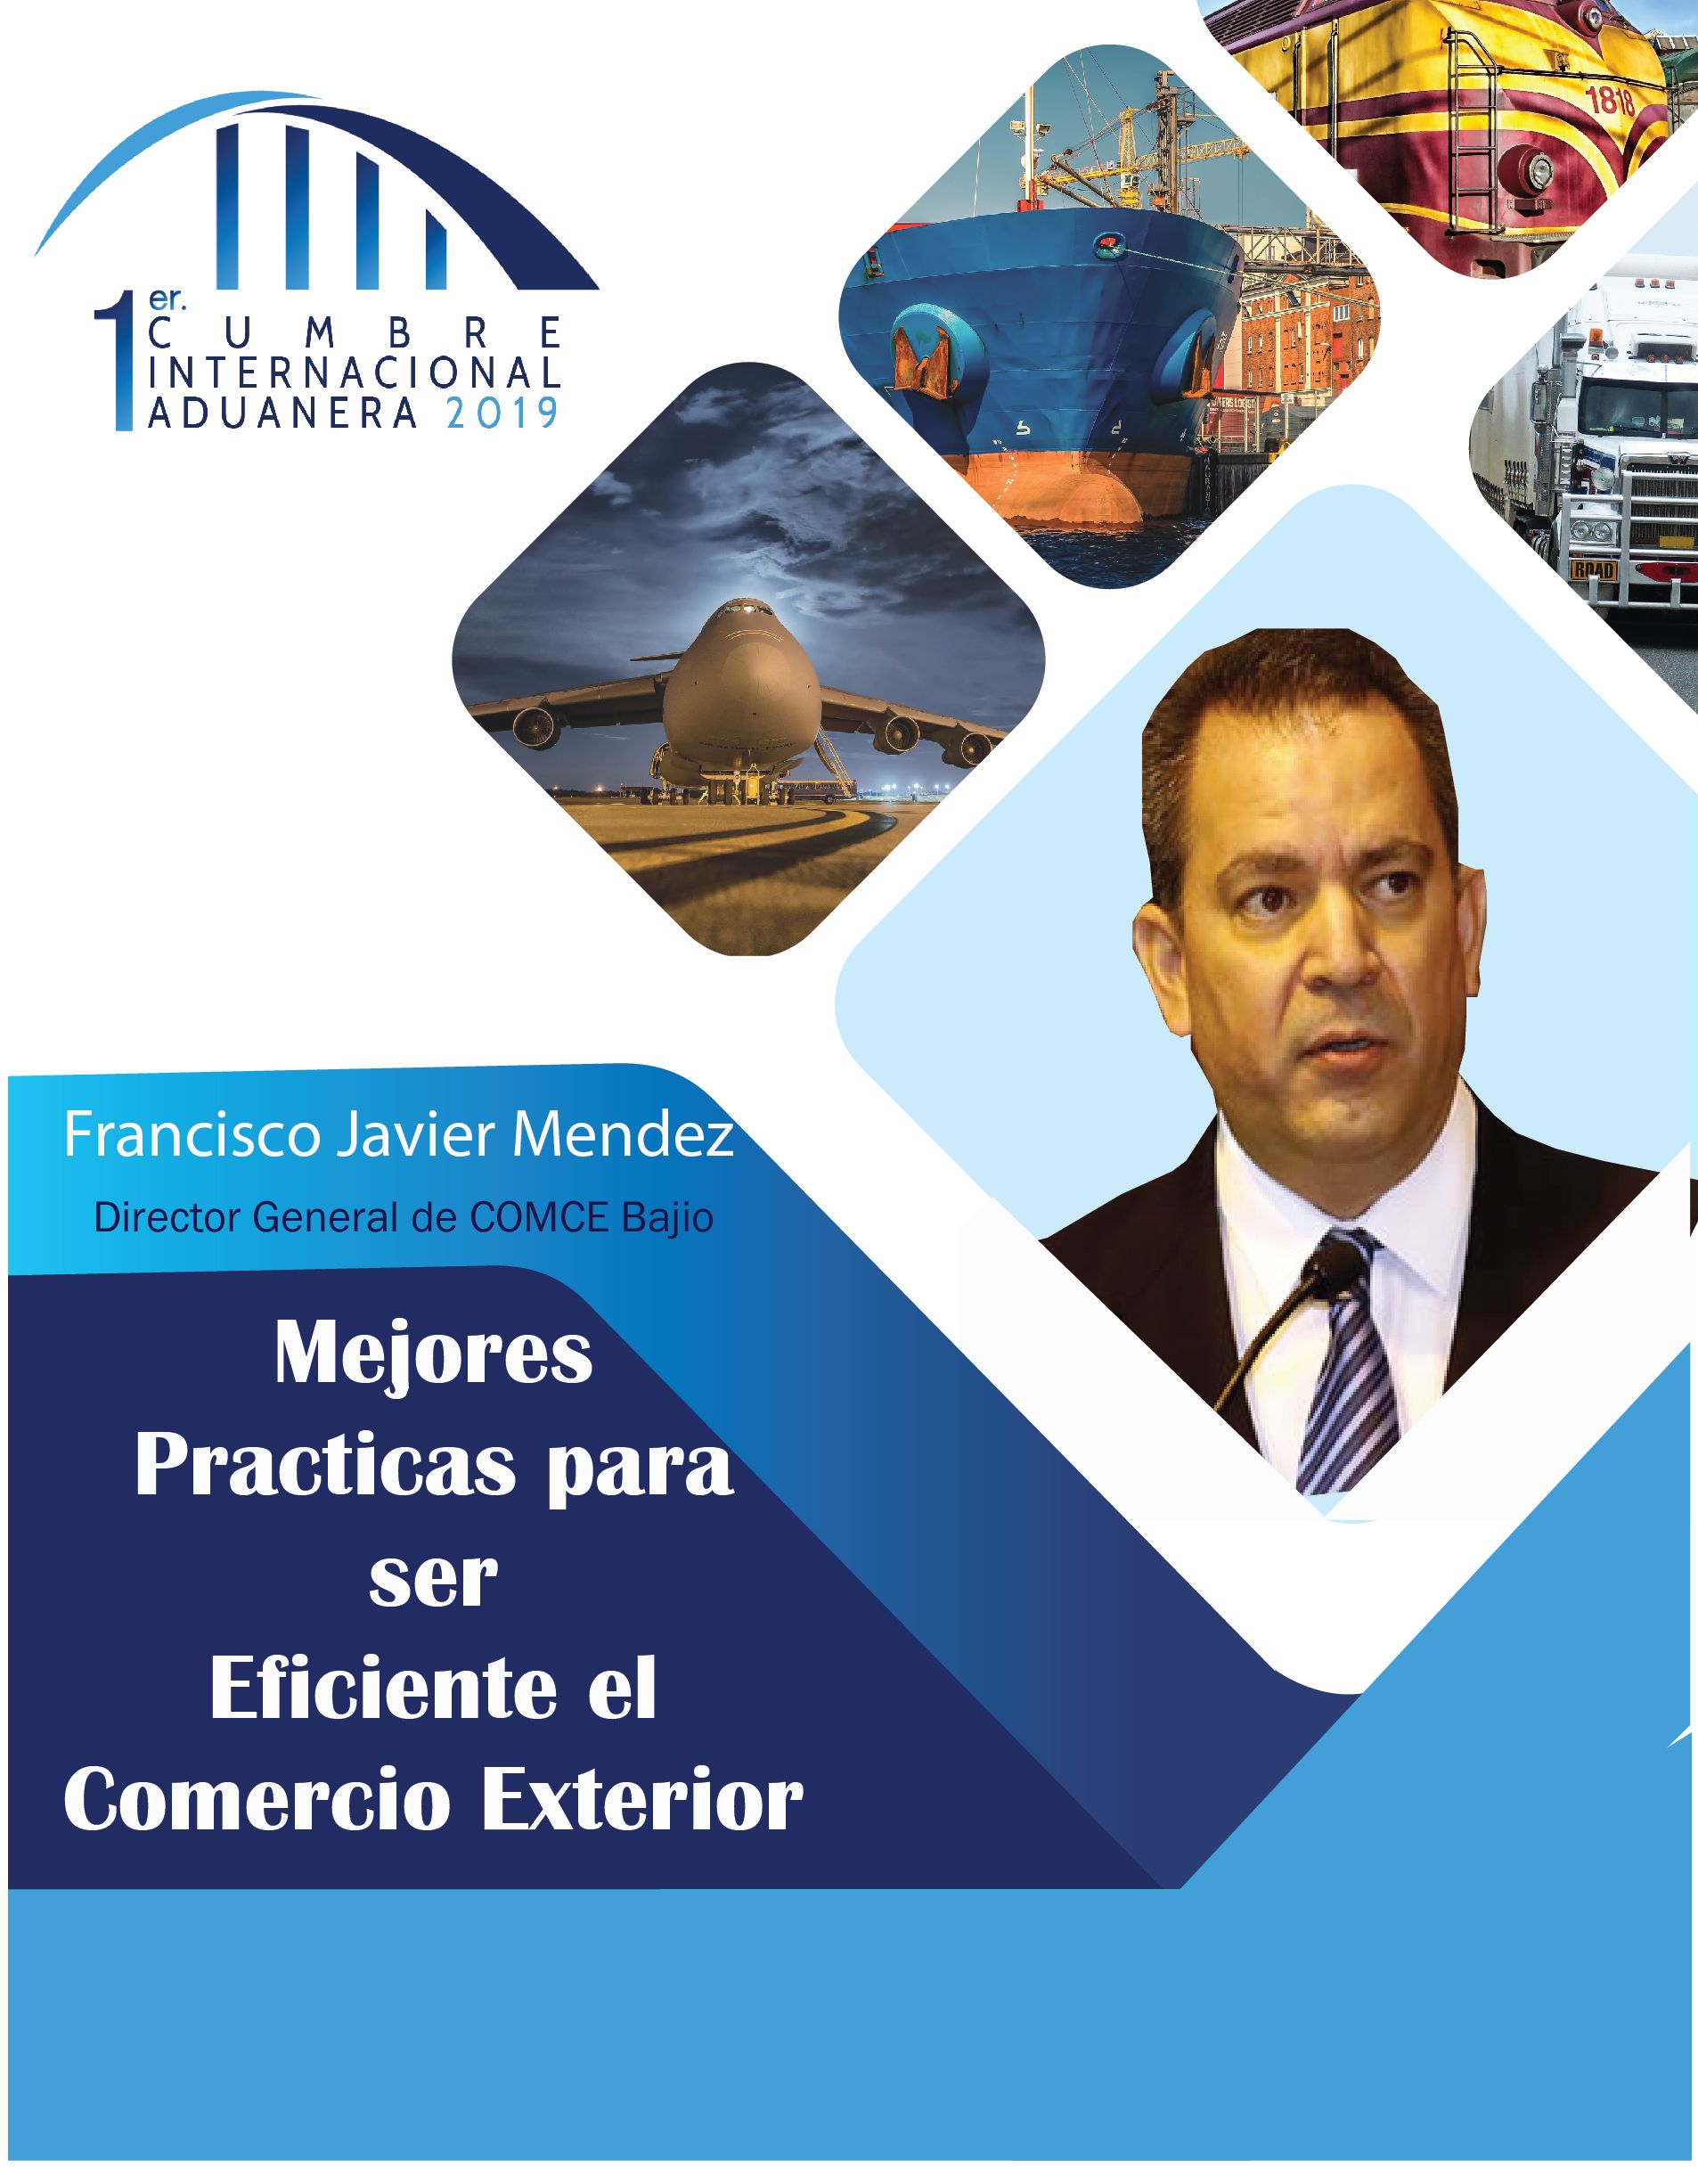 1er.
CUMBRE
INTERNACIONAL
ADUANERA 2019
1818
ROAD
Francisco Javier Mendez
Director General de COMCE Bajio
Mejores
Practicas para
ser
Eficiente el
Comercio Exterior